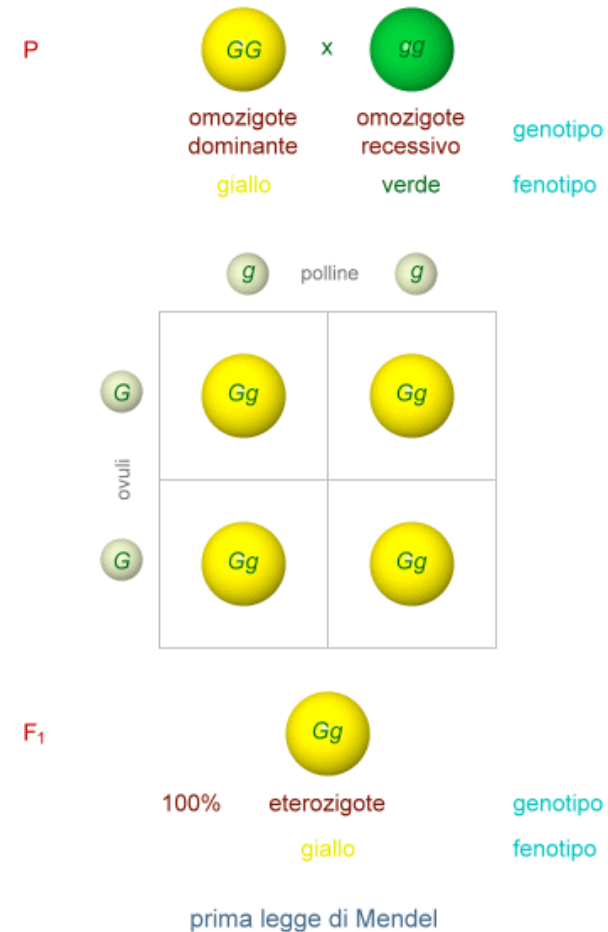 P GG x gg
omozigote omozigote genotipo
dominante recessivo
giallo verde fenotipo
g polline g
G Gg Gg
ovuli
G Gg Gg
F₁ Gg
100% eterozigote genotipo
giallo fenotipo
prima legge di Mendel